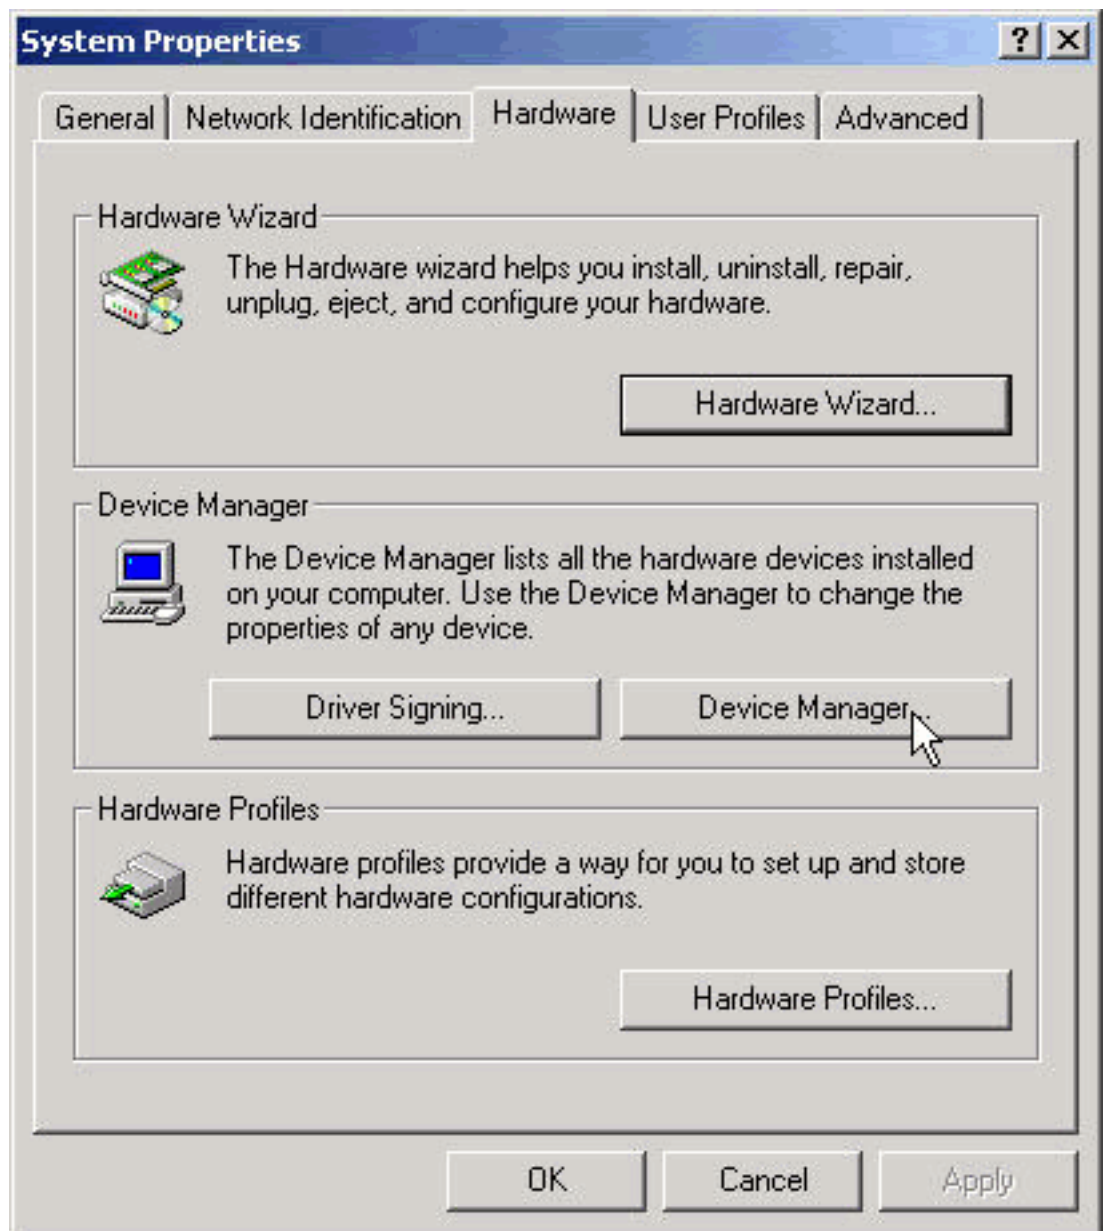 System Properties
General Network Identification Hardware User Profiles Advanced
Hardware Wizard
The Hardware wizard helps you install, uninstall, repair,
unplug, eject, and configure your hardware.
Hardware Wizard...
Device Manager
The Device Manager lists all the hardware devices installed
on your computer. Use the Device Manager to change the
properties of any device.
Driver Signing... Device Manager...
Hardware Profiles
Hardware profiles provide a way for you to set up and store
different hardware configurations.
Hardware Profiles...
OK Cancel Apply